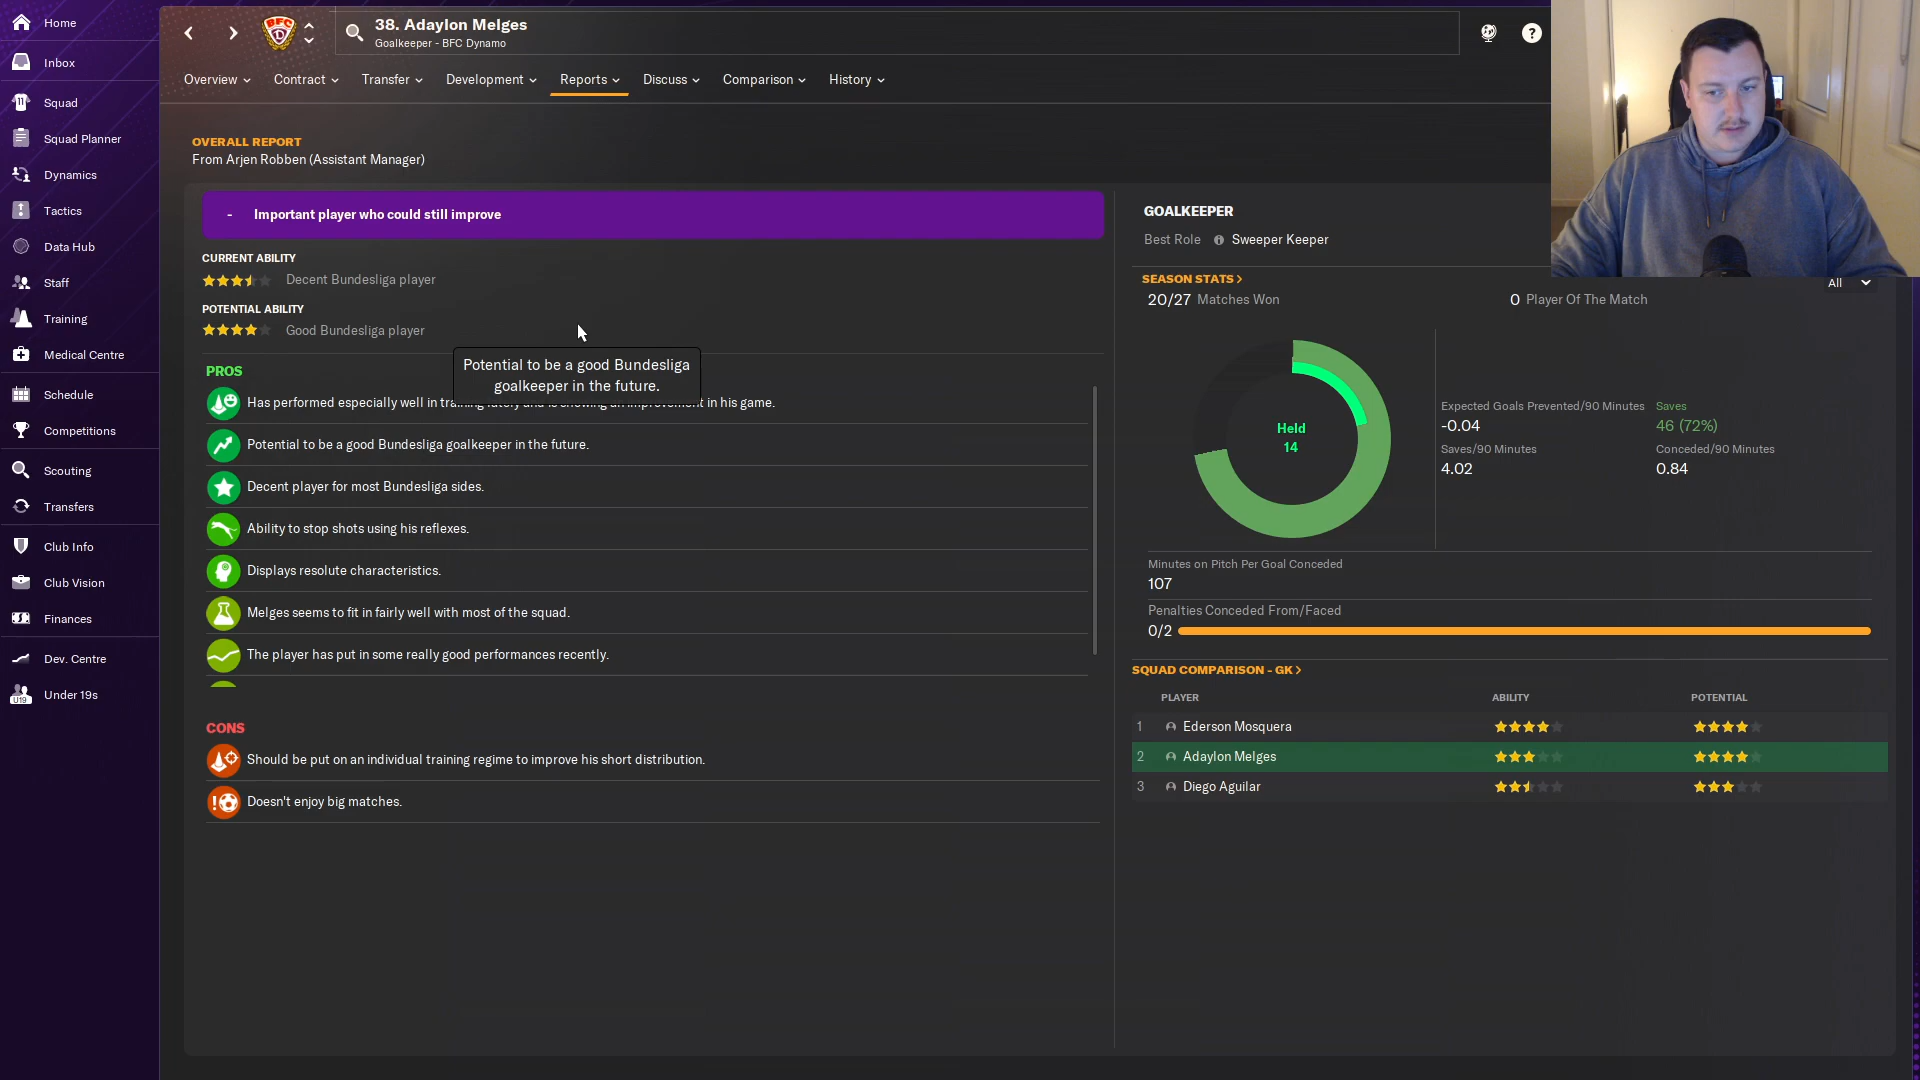 Home
Inbox
Squad
Squad Planner
Dynamics
Tactics
Data Hub
Staff
Training
Medical Centre
Schedule
Competitions
Scouting
Transfers
Club Info
Club Vision
Finances
Dev. Centre
U19
Under 19s
BFC
D
38. Adaylon Melges
Goalkeeper - BFC Dynamo
?
Overview
Contract
Transfer
Development
Reports
Discuss
Comparison
History
OVERALL REPORT
From Arjen Robben (Assistant Manager)
- Important player who could still improve
CURRENT ABILITY
Decent Bundesliga player
POTENTIAL ABILITY
Good Bundesliga player
Potential to be a good Bundesliga
goalkeeper in the future.
PROS
Has performed especially well in training lately and is showing an improvement in his game.
Potential to be a good Bundesliga goalkeeper in the future.
Decent player for most Bundesliga sides.
Ability to stop shots using his reflexes.
Displays resolute characteristics.
Melges seems to fit in fairly well with most of the squad.
The player has put in some really good performances recently.
CONS
Should be put on an individual training regime to improve his short distribution.
Doesn't enjoy big matches.
GOALKEEPER
Best Role Sweeper Keeper
SEASON STATS >
All
20/27 Matches Won
0 Player Of The Match
Held
14
Expected Goals Prevented/90 Minutes
-0.04
Saves
46 (72%)
Saves/90 Minutes
4.02
Conceded/90 Minutes
0.84
Minutes on Pitch Per Goal Conceded
107
Penalties Conceded From/Faced
0/2
SQUAD COMPARISON - GK >
PLAYER ABILITY POTENTIAL
1 Ederson Mosquera
2 Adaylon Melges
3 Diego Aguilar